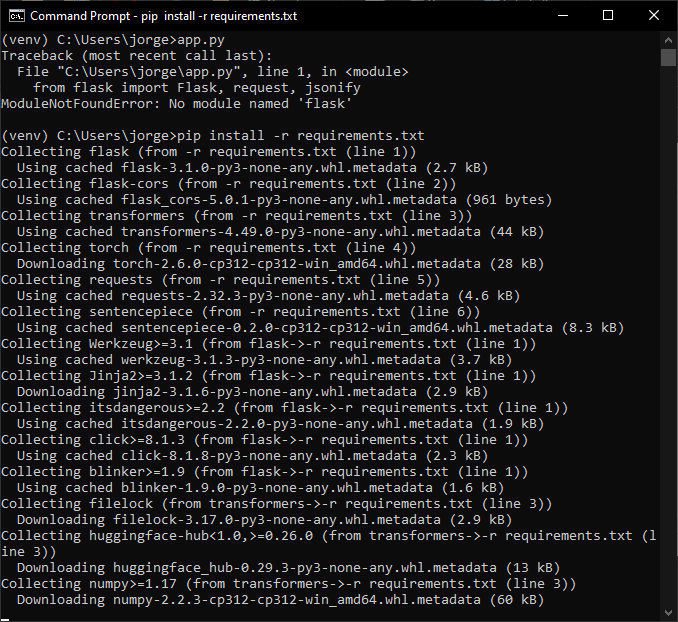 Command Prompt - pip  install -r requirements.txt
(venv) C:\Users\jorge>app.py
Traceback (most recent call last):
  File "C:\Users\jorge\app.py", line 1, in <module>
    from flask import Flask, request, jsonify
ModuleNotFoundError: No module named 'flask'

(venv) C:\Users\jorge>pip install -r requirements.txt
Collecting flask (from -r requirements.txt (line 1))
  Using cached flask-3.1.0-py3-none-any.whl.metadata (2.7 kB)
Collecting flask-cors (from -r requirements.txt (line 2))
  Using cached flask_cors-5.0.1-py3-none-any.whl.metadata (961 bytes)
Collecting transformers (from -r requirements.txt (line 3))
  Using cached transformers-4.49.0-py3-none-any.whl.metadata (44 kB)
Collecting torch (from -r requirements.txt (line 4))
  Downloading torch-2.6.0-cp312-cp312-win_amd64.whl.metadata (28 kB)
Collecting requests (from -r requirements.txt (line 5))
  Using cached requests-2.32.3-py3-none-any.whl.metadata (4.6 kB)
Collecting sentencepiece (from -r requirements.txt (line 6))
  Using cached sentencepiece-0.2.0-cp312-cp312-win_amd64.whl.metadata (8.3 kB)
Collecting Werkzeug>=3.1 (from flask->-r requirements.txt (line 1))
  Using cached werkzeug-3.1.3-py3-none-any.whl.metadata (3.7 kB)
Collecting Jinja2>=3.1.2 (from flask->-r requirements.txt (line 1))
  Downloading jinja2-3.1.6-py3-none-any.whl.metadata (2.9 kB)
Collecting itsdangerous>=2.2 (from flask->-r requirements.txt (line 1))
  Using cached itsdangerous-2.2.0-py3-none-any.whl.metadata (1.9 kB)
Collecting click>=8.1.3 (from flask->-r requirements.txt (line 1))
  Using cached click-8.1.8-py3-none-any.whl.metadata (2.3 kB)
Collecting blinker>=1.9 (from flask->-r requirements.txt (line 1))
  Using cached blinker-1.9.0-py3-none-any.whl.metadata (1.6 kB)
Collecting filelock (from transformers->-r requirements.txt (line 3))
  Downloading filelock-3.17.0-py3-none-any.whl.metadata (2.9 kB)
Collecting huggingface-hub<1.0,>=0.26.0 (from transformers->-r requirements.txt (l
ine 3))
  Downloading huggingface_hub-0.29.3-py3-none-any.whl.metadata (13 kB)
Collecting numpy>=1.17 (from transformers->-r requirements.txt (line 3))
  Downloading numpy-2.2.3-cp312-cp312-win_amd64.whl.metadata (60 kB)